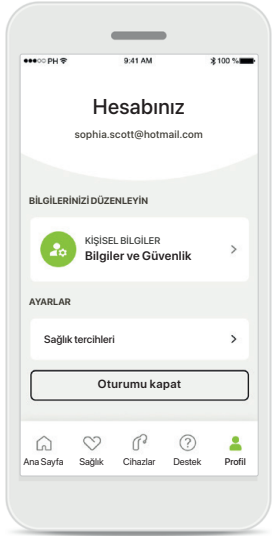 ●●●○○ PH 9:41 AM 100 %
Hesabınız
sophia.scott@hotmail.com
BİLGİLERİNİZİ DÜZENLEYİN
KİŞİSEL BİLGİLER
Bilgiler ve Güvenlik
AYARLAR
Sağlık tercihleri
Oturumu kapat
Ana Sayfa Sağlık Cihazlar Destek Profil